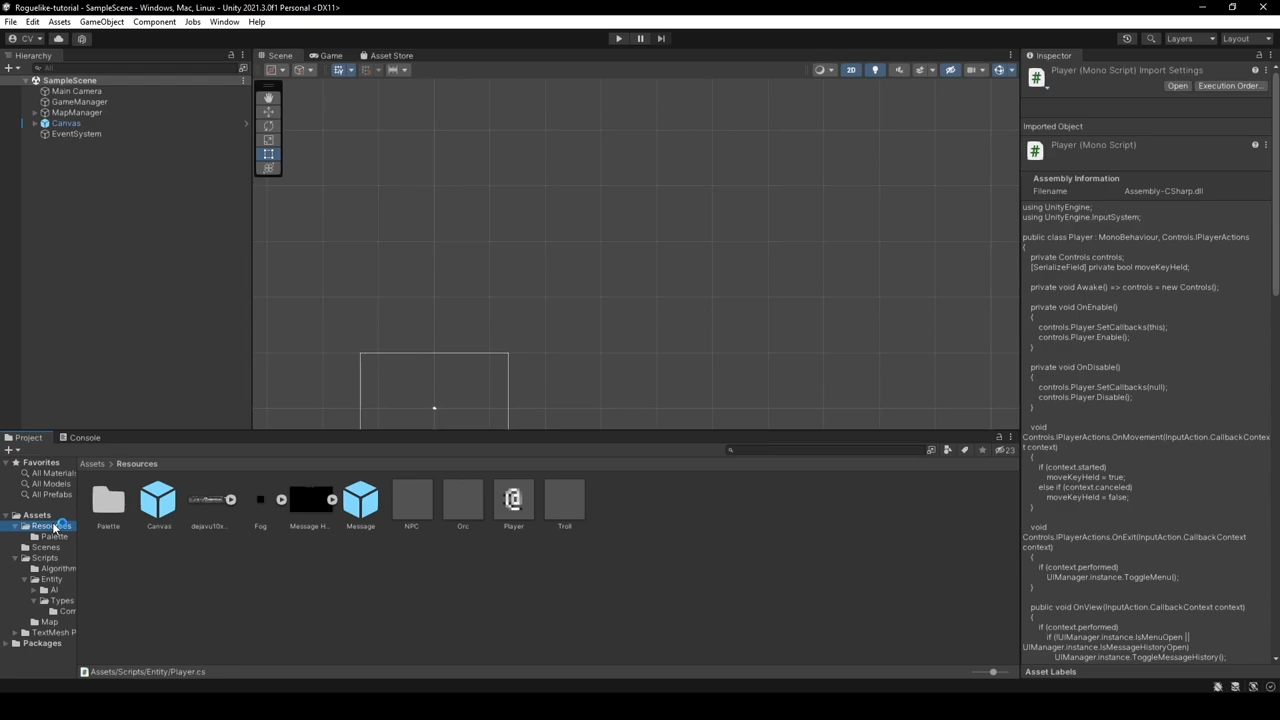 Roguelike-tutorial - SampleScene - Windows, Mac, Linux - Unity 2021.3.0f1 Personal <DX11>
File Edit Assets GameObject Component Jobs Window Help
CV Layers Layout
Hierarchy
All
SampleScene
Main Camera
GameManager
MapManager
Canvas
EventSystem
Scene Game Asset Store
2D
Inspector
Player (Mono Script) Import Settings
Open Execution Order...
Imported Object
Player (Mono Script)
Assembly Information
Filename Assembly-CSharp.dll
using UnityEngine;
using UnityEngine.InputSystem;
public class Player : MonoBehaviour, Controls.IPlayerActions
{
private Controls controls;
[SerializeField] private bool moveKeyHeld;
private void Awake() => controls = new Controls();
private void OnEnable()
{
controls.Player.SetCallbacks(this);
controls.Player.Enable();
}
private void OnDisable()
{
controls.Player.SetCallbacks(null);
controls.Player.Disable();
}
void
Controls.IPlayerActions.OnMovement(InputAction.CallbackContex
t context)
{
if (context.started)
moveKeyHeld = true;
else if (context.canceled)
moveKeyHeld = false;
}
void
Controls.IPlayerActions.OnExit(InputAction.CallbackContext
context)
{
if (context.performed)
UIManager.instance.ToggleMenu();
}
public void OnView(InputAction.CallbackContext context)
{
if (context.performed)
if (!UIManager.instance.IsMenuOpen ||
UIManager.instance.IsMessageHistoryOpen)
UIManager.instance.ToggleMessageHistory();
Asset Labels
Project Console
23
Favorites
All Materials
All Models
All Prefabs
Assets
Resources
Palette
Scenes
Scripts
Algorithm
Entity
AI
Types
Com
Map
TextMesh P
Packages
Assets > Resources
Palette Canvas dejavu10x... Fog Message H... Message NPC Orc Player Troll
Assets/Scripts/Entity/Player.cs